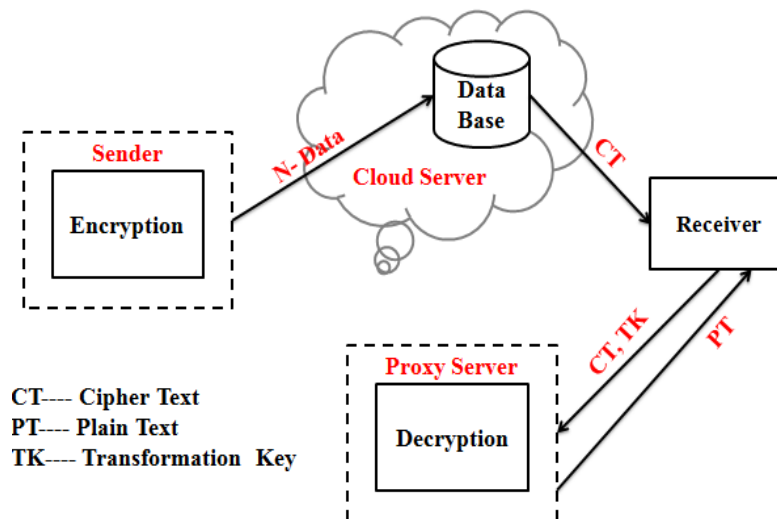 Data
Base
Sender
N- Data
CT
Cloud Server
Encryption
Receiver
CT, TK
PT
Proxy Server
Decryption
CT---- Cipher Text
PT---- Plain Text
TK---- Transformation Key